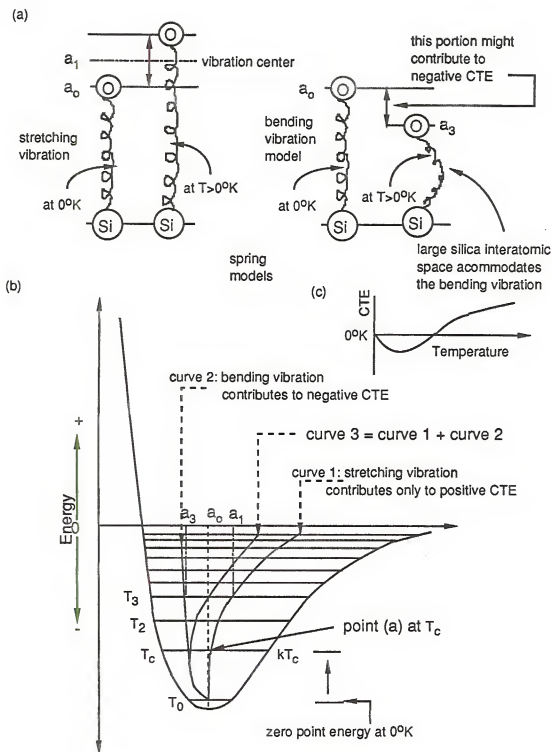 (a)
a1
vibration center
ao
O
O
stretching
vibration
at 0°K
at T>0°K
Si
Si
this portion might
contribute to
negative CTE
ao
O
O
a3
bending
vibration
model
at 0°K
at T>0°K
Si
Si
large silica interatomic
space accommodates
the bending vibration
spring
models
(b)
(c)
CTE
0°K
Temperature
curve 2: bending vibration
contributes to negative CTE
curve 3 = curve 1 + curve 2
curve 1: stretching vibration
contributes only to positive CTE
+
Energy
0
-
a3
ao
a1
T3
T2
Tc
T0
point (a) at Tc
kTc
zero point energy at 0°K